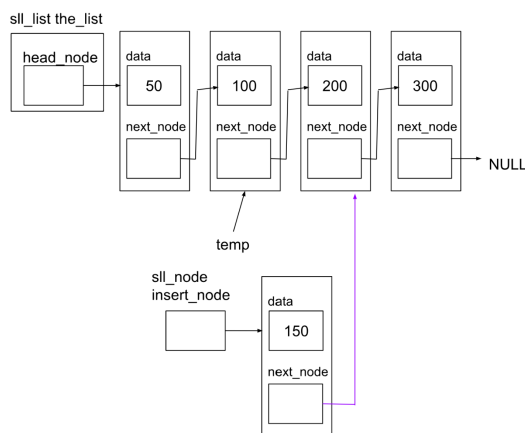 sll_list the_list
head_node
data
50
next_node
data
100
next_node
data
200
next_node
data
300
next_node
NULL
temp
sll_node
insert_node
data
150
next_node